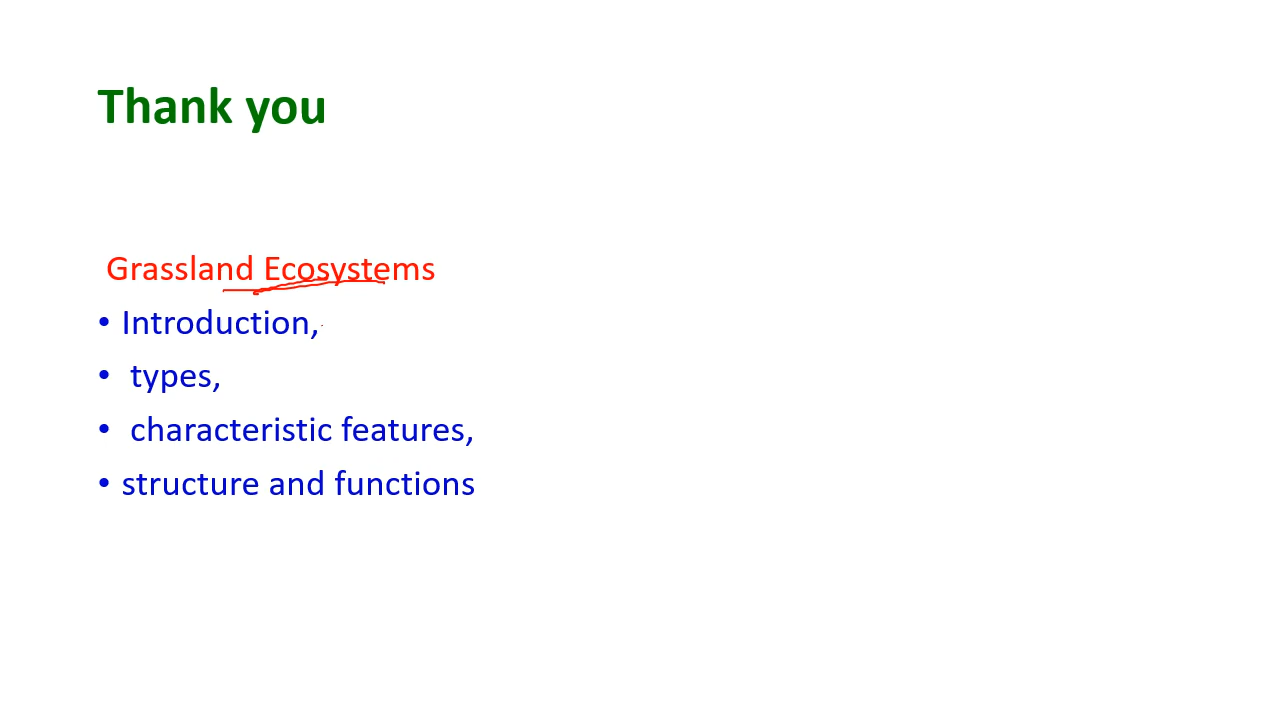 Thank you
Grassland Ecosystems
• Introduction,
• types,
• characteristic features,
• structure and functions